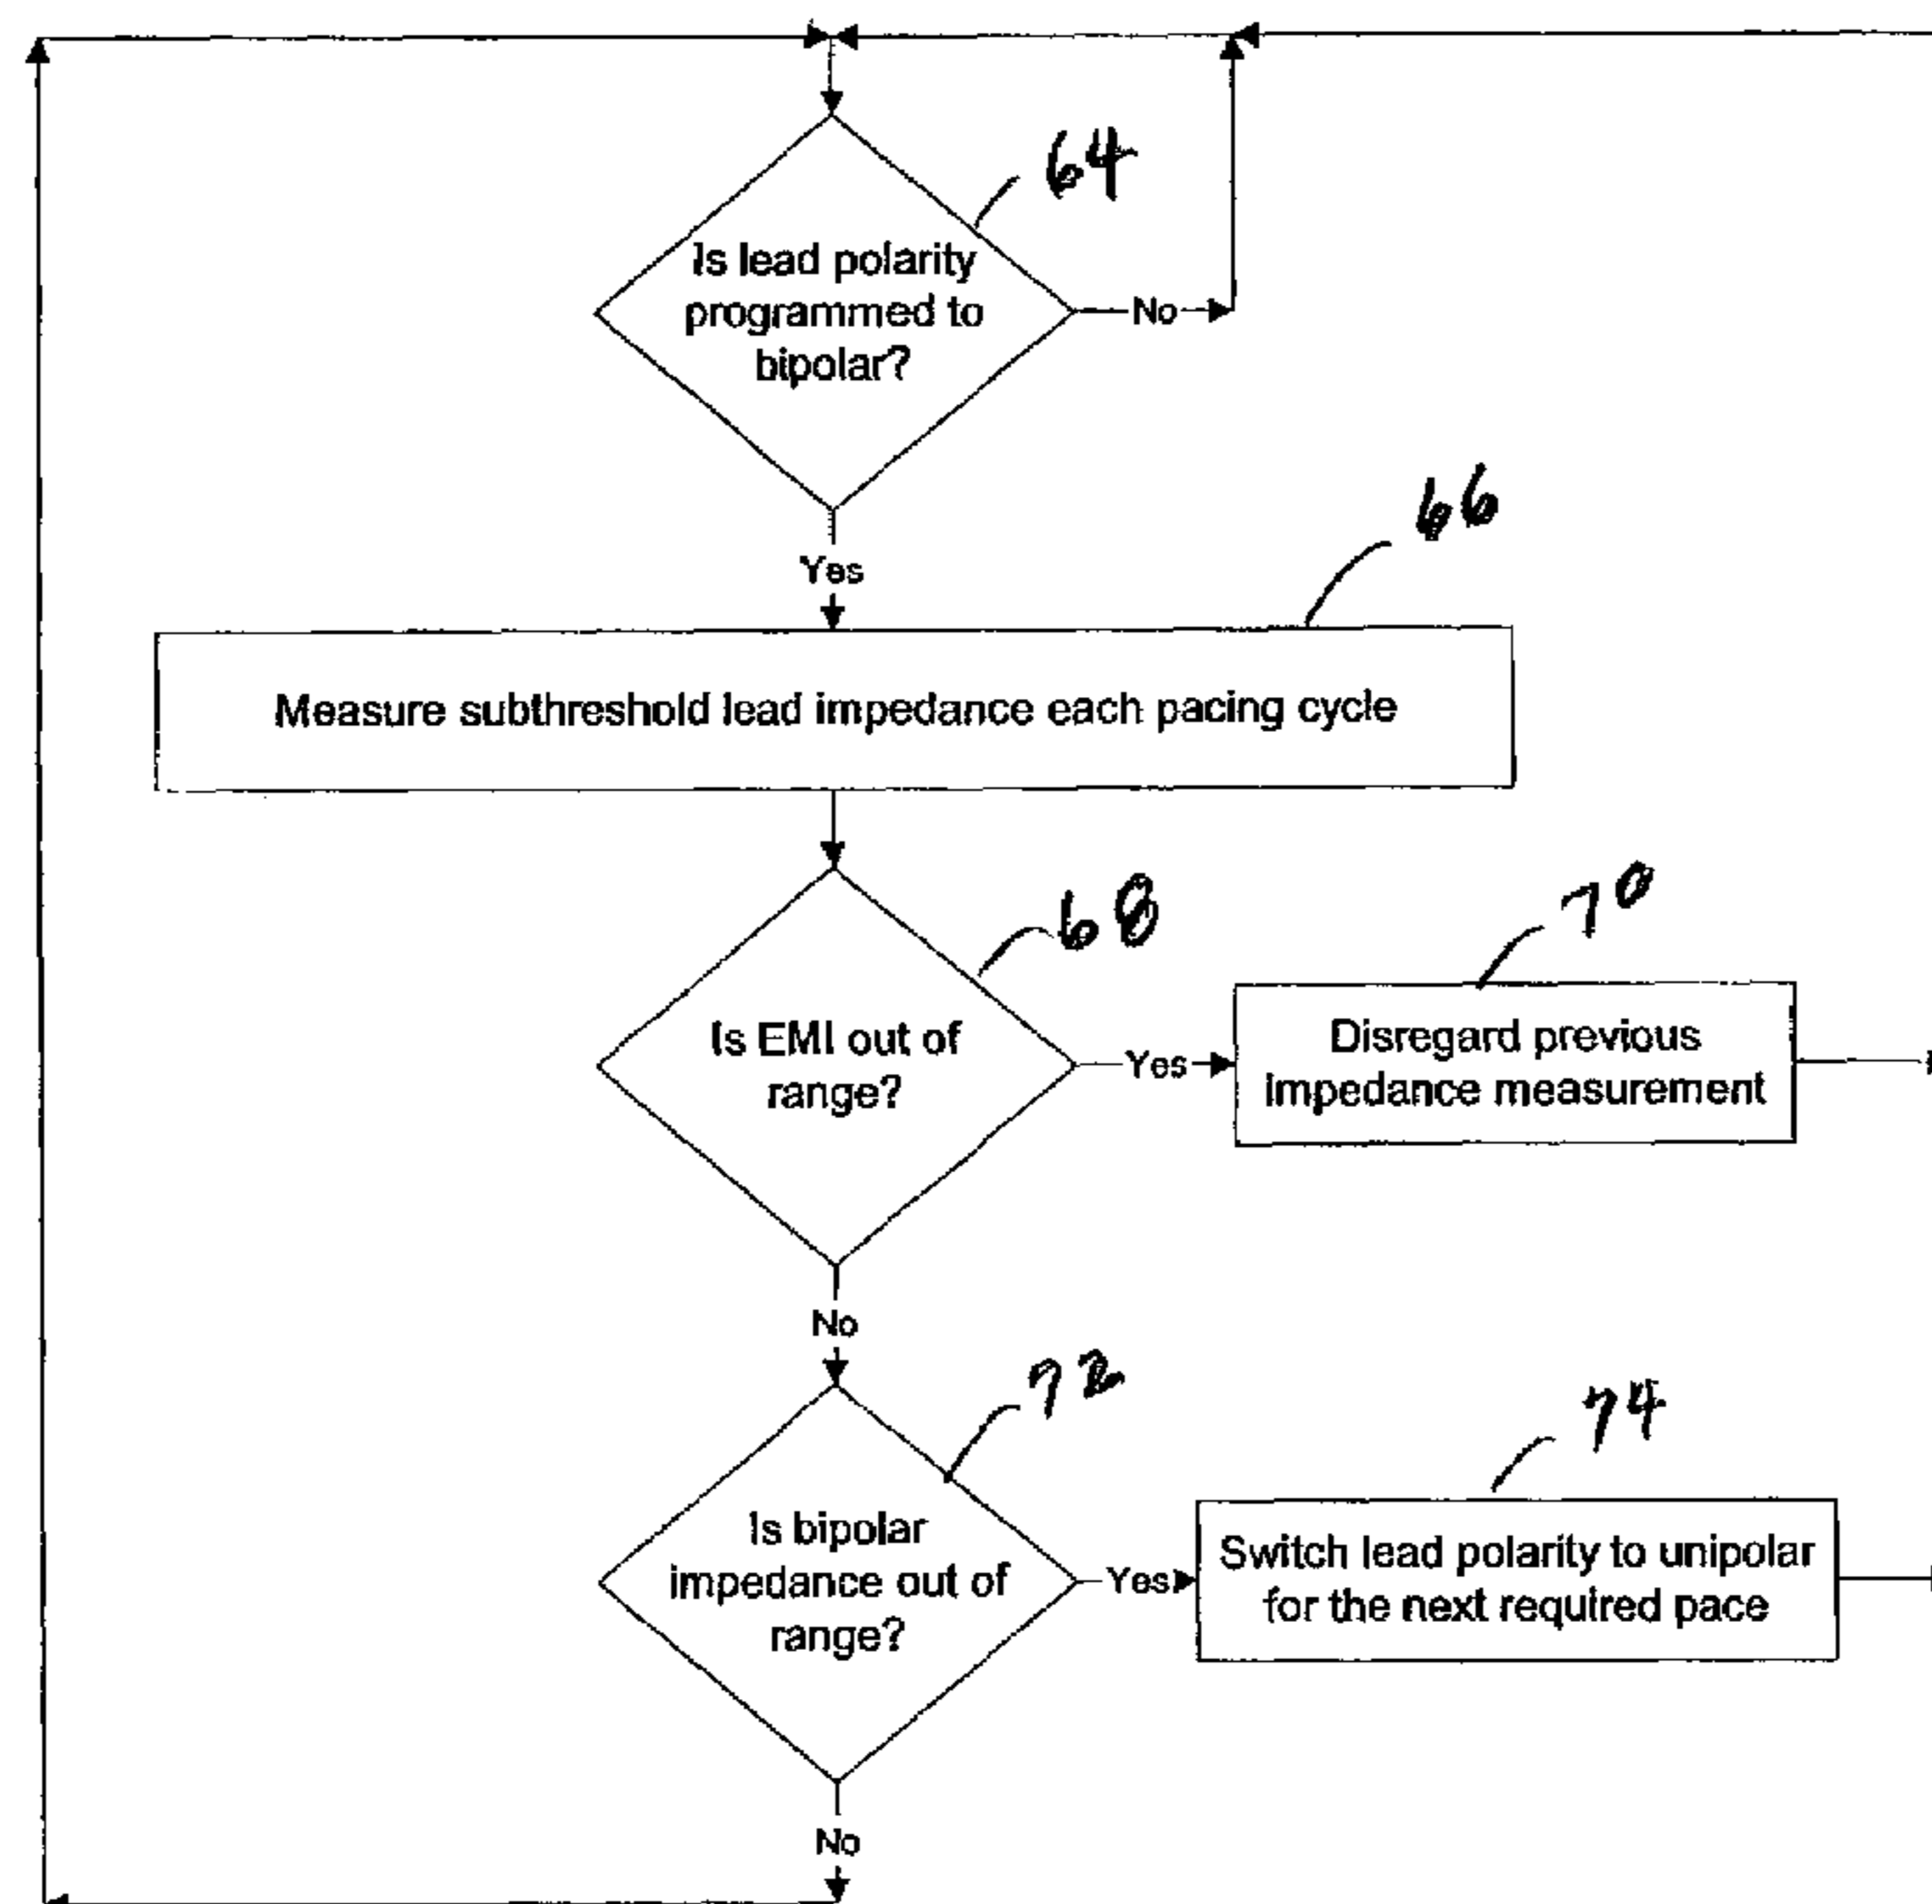 64
Is lead polarity
programmed to
bipolar?
No
Yes
66
Measure subthreshold lead impedance each pacing cycle
68
Is EMI out of
range?
Yes
70
Disregard previous
impedance measurement
No
72
Is bipolar
impedance out of
range?
Yes
74
Switch lead polarity to unipolar
for the next required pace
No